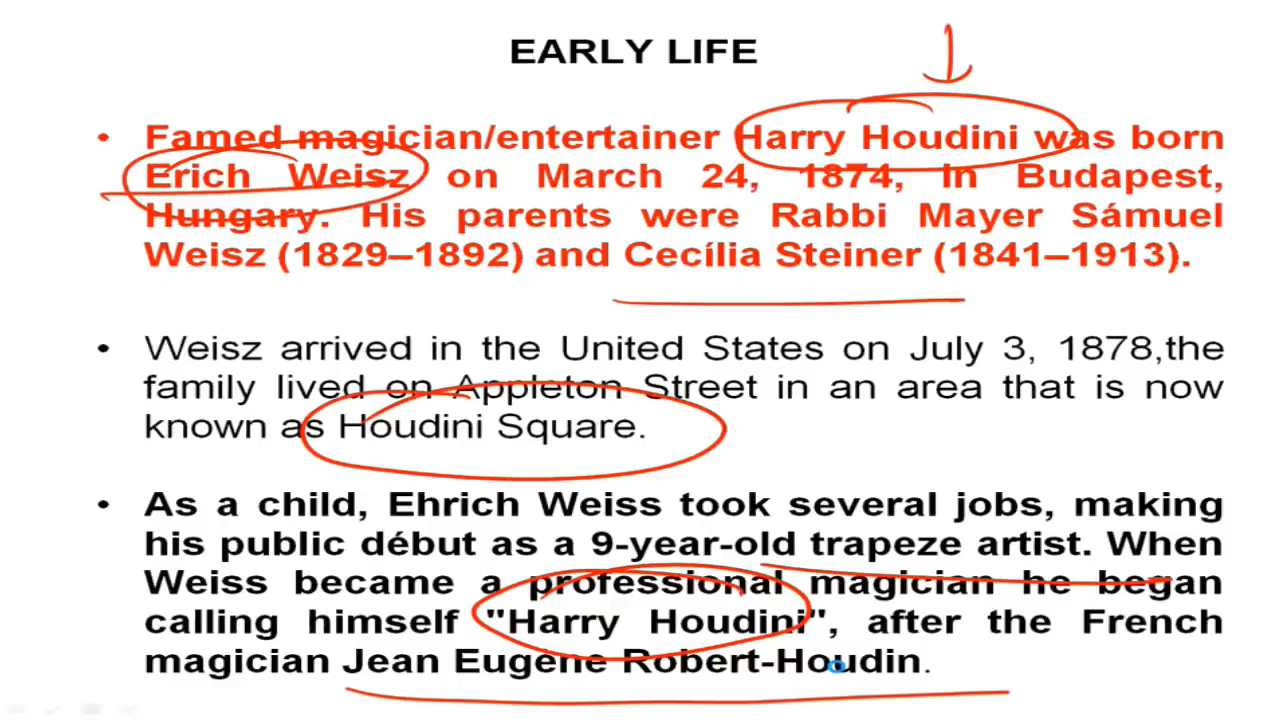 EARLY LIFE
• Famed magician/entertainer Harry Houdini was born
Erich Weisz on March 24, 1874, in Budapest,
Hungary. His parents were Rabbi Mayer Sámuel
Weisz (1829–1892) and Cecília Steiner (1841–1913).
• Weisz arrived in the United States on July 3, 1878,the
family lived on Appleton Street in an area that is now
known as Houdini Square.
• As a child, Ehrich Weiss took several jobs, making
his public début as a 9-year-old trapeze artist. When
Weiss became a professional magician he began
calling himself "Harry Houdini", after the French
magician Jean Eugène Robert-Houdin.